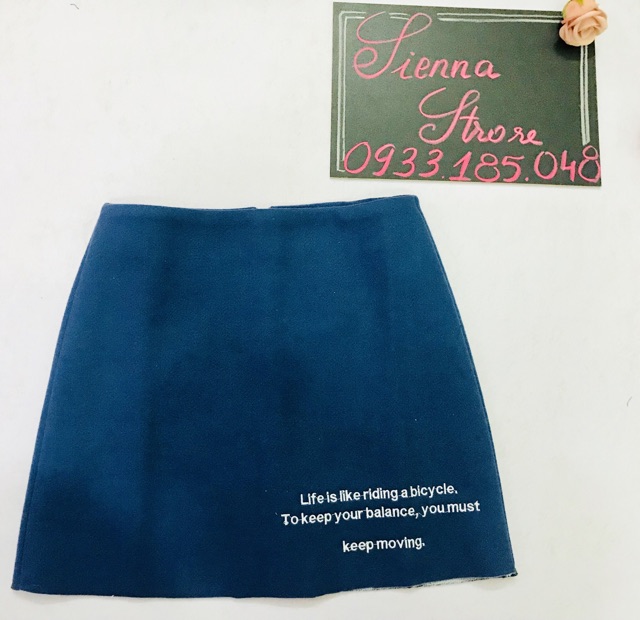 Sienna
Strore
0933.185.048
Life is like riding a bicycle.
To keep your balance, you must
keep moving.